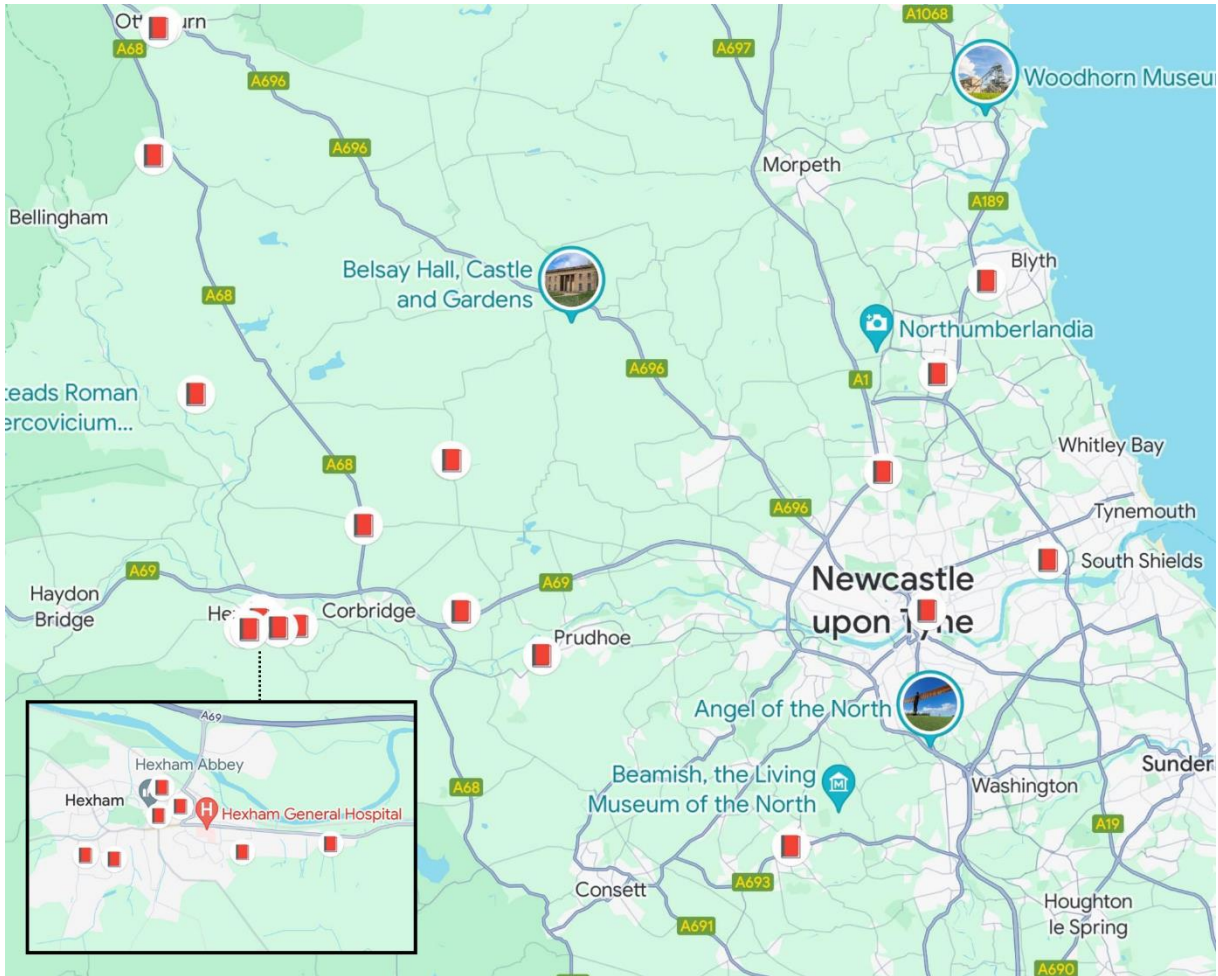 A1068
A697
A68
A696
Woodhorn Museu
A696
Morpeth
A189
Bellingham
Belsay Hall, Castle
and Gardens
Blyth
A68
Northumberlandia
A696
A1
eads Roman
ercovicium...
Whitley Bay
A68
A696
Tynemouth
A69
A69
South Shields
Haydon
Bridge
Corbridge
Newcastle
upon Tyne
Prudhoe
Angel of the North
Beamish, the Living
Museum of the North
Washington
Sunder
A68
A19
A693
Consett
Houghton
le Spring
A691
A690
A69
Hexham Abbey
Hexham
H
Hexham General Hospital